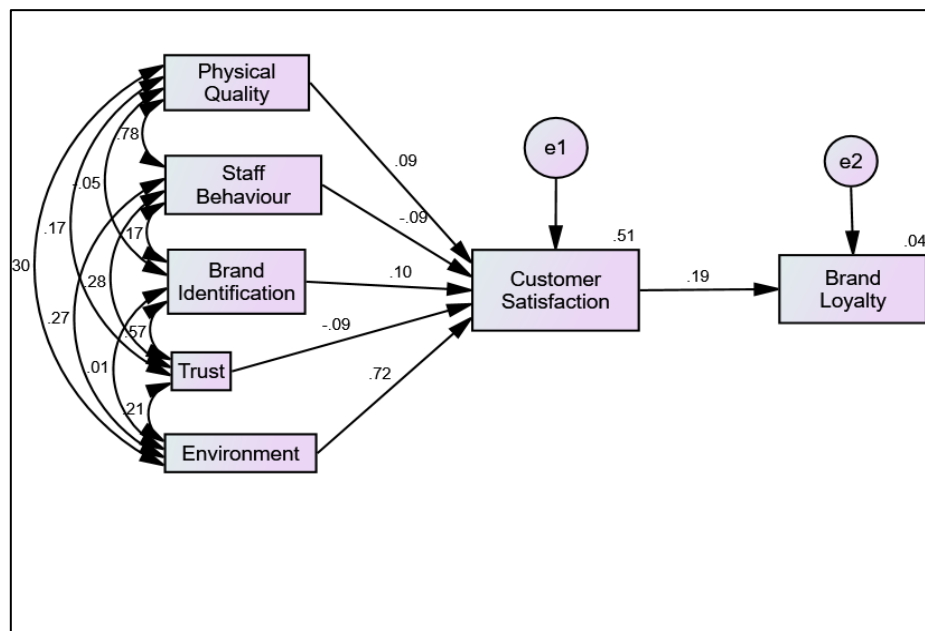 Physical
Quality
.78
.09
e1
e2
Staff
Behaviour
-.05
-.09
.17
.17
.51
.04
30
Brand
Identification
.10
Customer
Satisfaction
.19
Brand
Loyalty
.28
.27
.57
-.09
.01
Trust
.72
.21
Environment